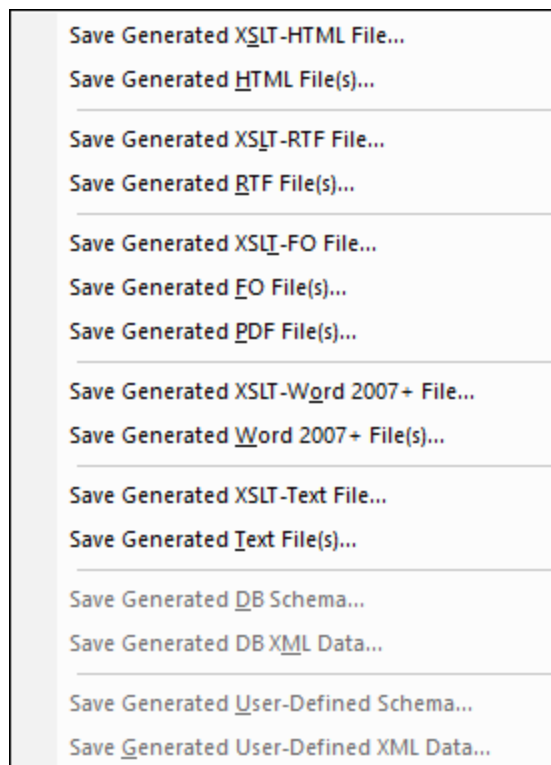 Save Generated XSLT-HTML File...
Save Generated HTML File(s)...
Save Generated XSLT-RTF File...
Save Generated RTF File(s)...
Save Generated XSLT-FO File...
Save Generated FO File(s)...
Save Generated PDF File(s)...
Save Generated XSLT-Word 2007+ File...
Save Generated Word 2007+ File(s)...
Save Generated XSLT-Text File...
Save Generated Text File(s)...
Save Generated DB Schema...
Save Generated DB XML Data...
Save Generated User-Defined Schema...
Save Generated User-Defined XML Data...